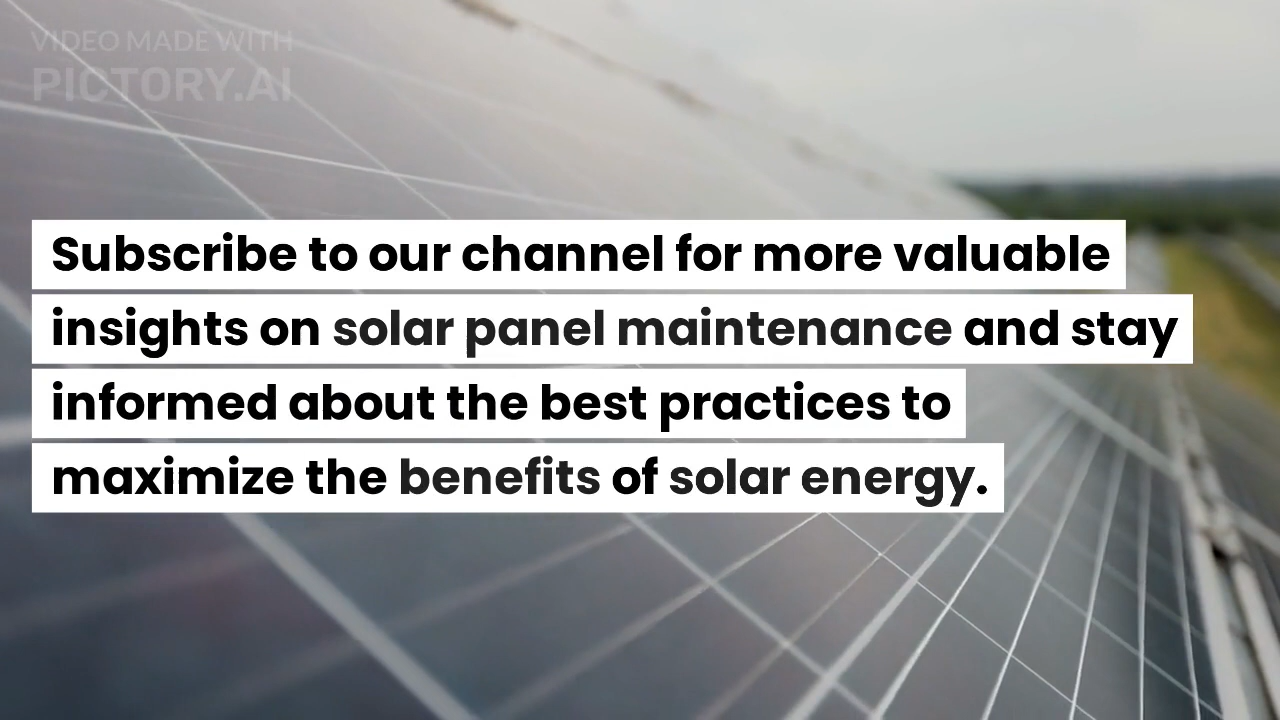 VIDEO MADE WITH
PICTORY.AI
Subscribe to our channel for more valuable
insights on solar panel maintenance and stay
informed about the best practices to
maximize the benefits of solar energy.